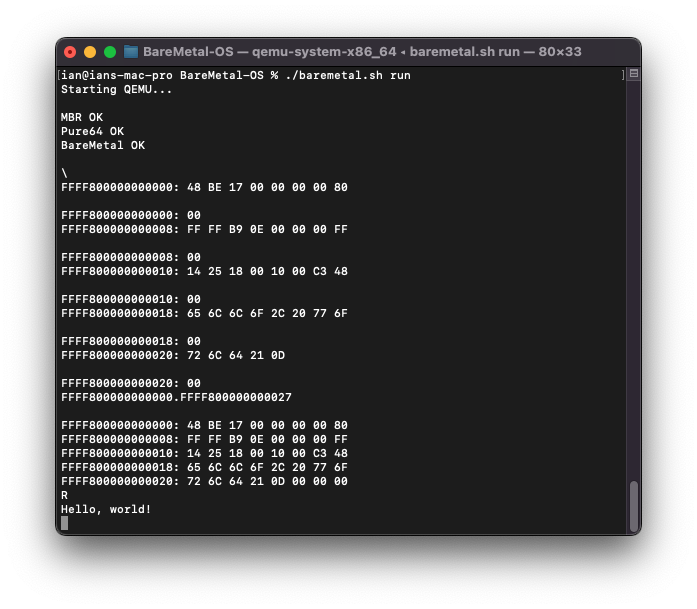 BareMetal-OS — qemu-system-x86_64 ◂ baremetal.sh run — 80×33
[ian@ians-mac-pro BareMetal-OS % ./baremetal.sh run ]
Starting QEMU...
MBR OK
Pure64 OK
BareMetal OK
\
FFFF800000000000: 48 BE 17 00 00 00 00 80
FFFF800000000000: 00
FFFF800000000008: FF FF B9 0E 00 00 00 FF
FFFF800000000008: 00
FFFF800000000010: 14 25 18 00 10 00 C3 48
FFFF800000000010: 00
FFFF800000000018: 65 6C 6C 6F 2C 20 77 6F
FFFF800000000018: 00
FFFF800000000020: 72 6C 64 21 0D
FFFF800000000020: 00
FFFF800000000000.FFFF800000000027
FFFF800000000000: 48 BE 17 00 00 00 00 80
FFFF800000000008: FF FF B9 0E 00 00 00 FF
FFFF800000000010: 14 25 18 00 10 00 C3 48
FFFF800000000018: 65 6C 6C 6F 2C 20 77 6F
FFFF800000000020: 72 6C 64 21 0D 00 00 00
R
Hello, world!